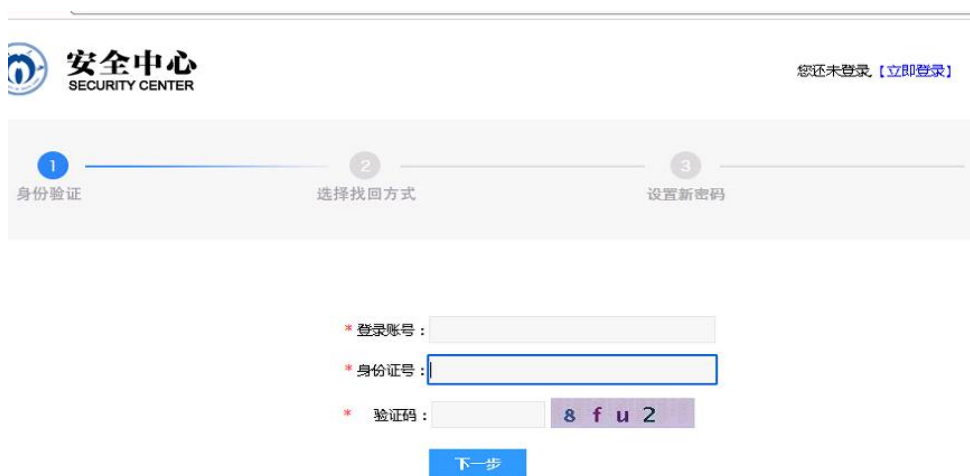 安全中心
SECURITY CENTER
您还未登录【立即登录】
1 2 3
身份验证 选择找回方式 设置新密码
* 登录账号：
* 身份证号：
* 验证码： 8fu2
下一步